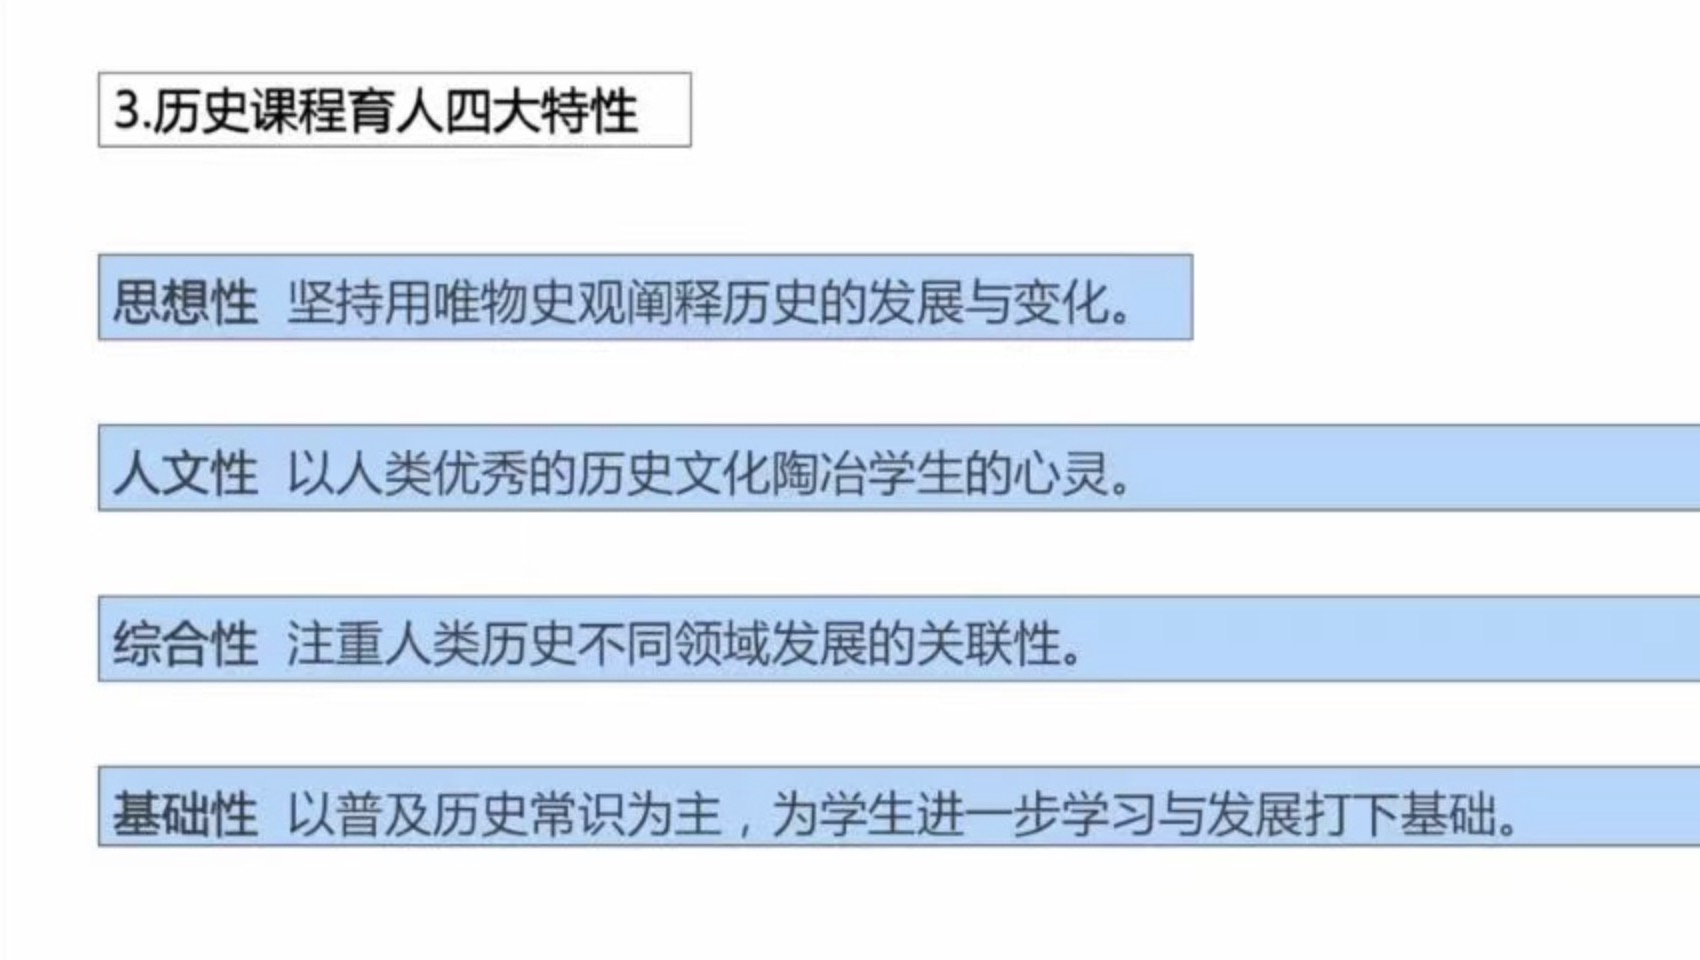 3.历史课程育人四大特性
思想性 坚持用唯物史观阐释历史的发展与变化。
人文性 以人类优秀的历史文化陶冶学生的心灵。
综合性 注重人类历史不同领域发展的关联性。
基础性 以普及历史常识为主，为学生进一步学习与发展打下基础。